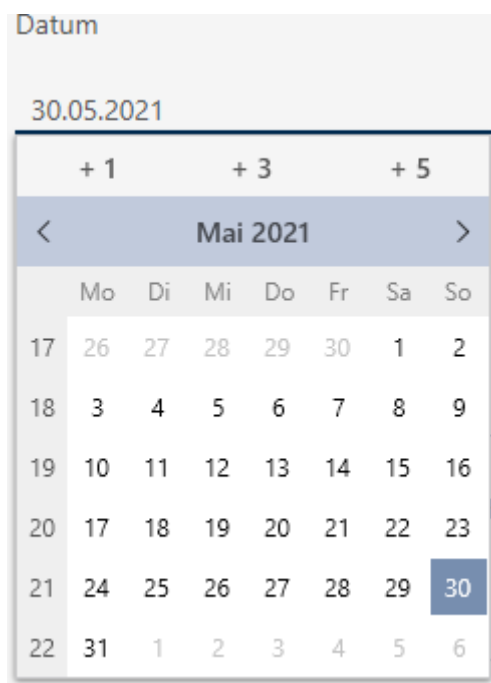 Datum
30.05.2021
+ 1 + 3 + 5
< Mai 2021 >
Mo Di Mi Do Fr Sa So
17 26 27 28 29 30 1 2
18 3 4 5 6 7 8 9
19 10 11 12 13 14 15 16
20 17 18 19 20 21 22 23
21 24 25 26 27 28 29 30
22 31 1 2 3 4 5 6